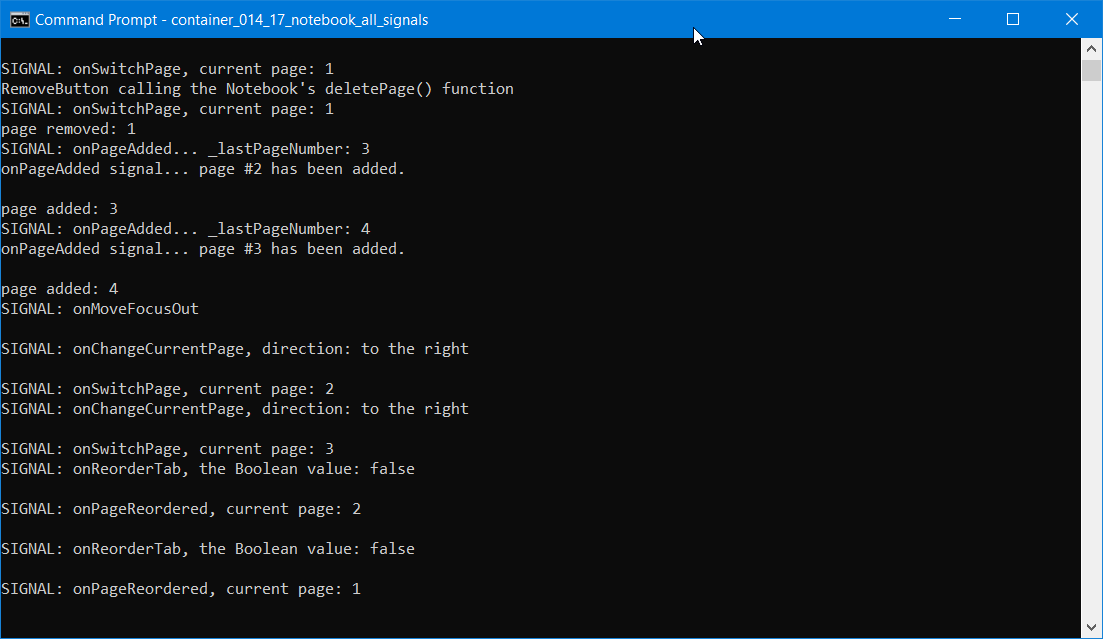 Command Prompt - container_014_17_notebook_all_signals
SIGNAL: onSwitchPage, current page: 1
RemoveButton calling the Notebook's deletePage() function
SIGNAL: onSwitchPage, current page: 1
page removed: 1
SIGNAL: onPageAdded... _lastPageNumber: 3
onPageAdded signal... page #2 has been added.
page added: 3
SIGNAL: onPageAdded... _lastPageNumber: 4
onPageAdded signal... page #3 has been added.
page added: 4
SIGNAL: onMoveFocusOut
SIGNAL: onChangeCurrentPage, direction: to the right
SIGNAL: onSwitchPage, current page: 2
SIGNAL: onChangeCurrentPage, direction: to the right
SIGNAL: onSwitchPage, current page: 3
SIGNAL: onReorderTab, the Boolean value: false
SIGNAL: onPageReordered, current page: 2
SIGNAL: onReorderTab, the Boolean value: false
SIGNAL: onPageReordered, current page: 1